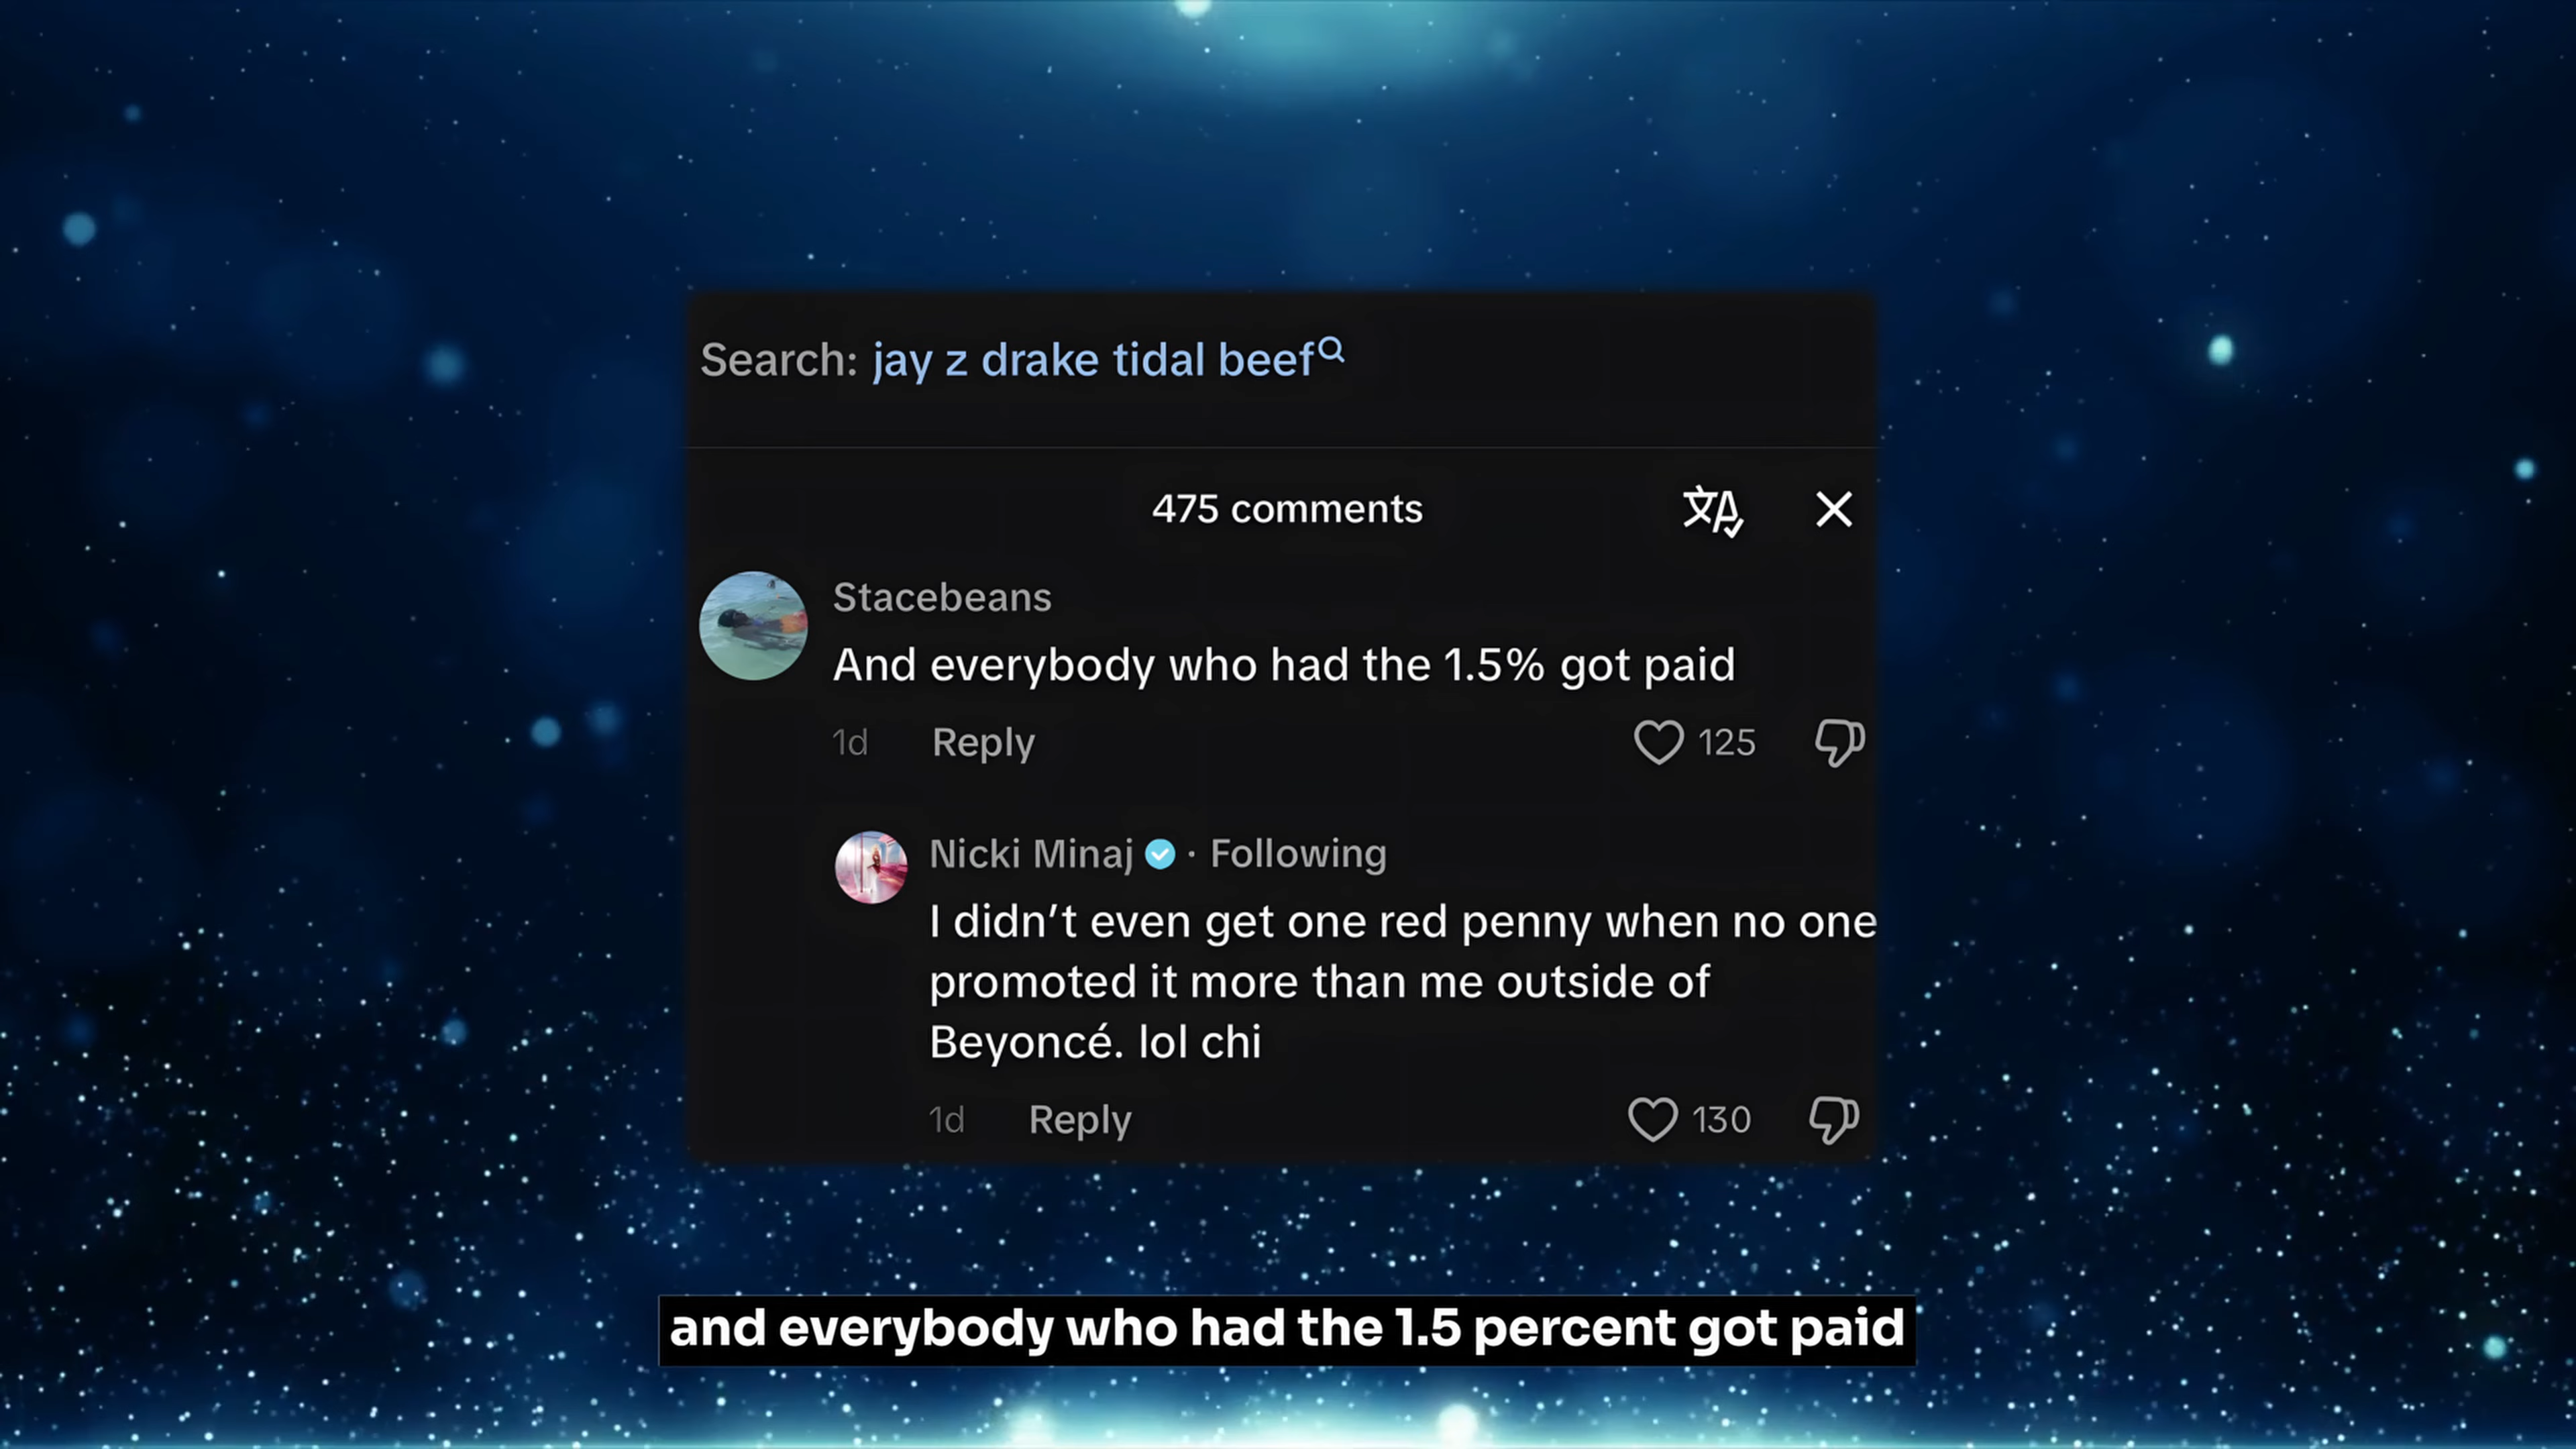 Search: jay z drake tidal beef
475 comments
Stacebeans
And everybody who had the 1.5% got paid
1d Reply 125
Nicki Minaj · Following
I didn’t even get one red penny when no one
promoted it more than me outside of
Beyoncé. lol chi
1d Reply 130
and everybody who had the 1.5 percent got paid